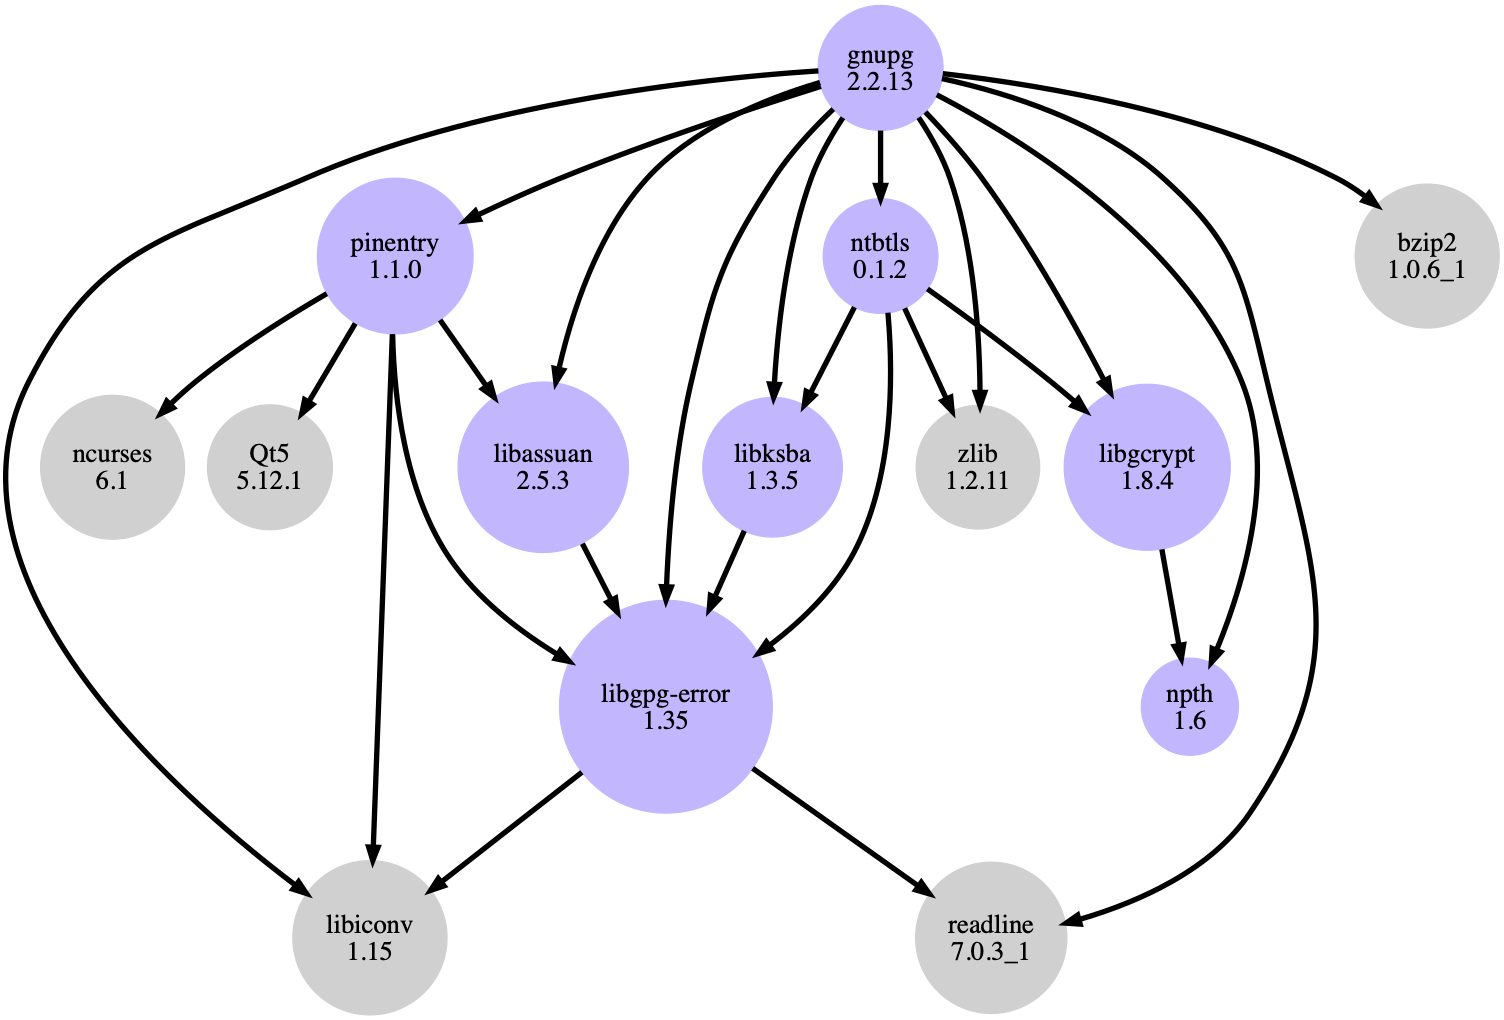 gnupg
2.2.13
pinentry
1.1.0
ntbtls
0.1.2
bzip2
1.0.6_1
ncurses
6.1
Qt5
5.12.1
libassuan
2.5.3
libksba
1.3.5
zlib
1.2.11
libgcrypt
1.8.4
libgpg-error
1.35
npth
1.6
libiconv
1.15
readline
7.0.3_1